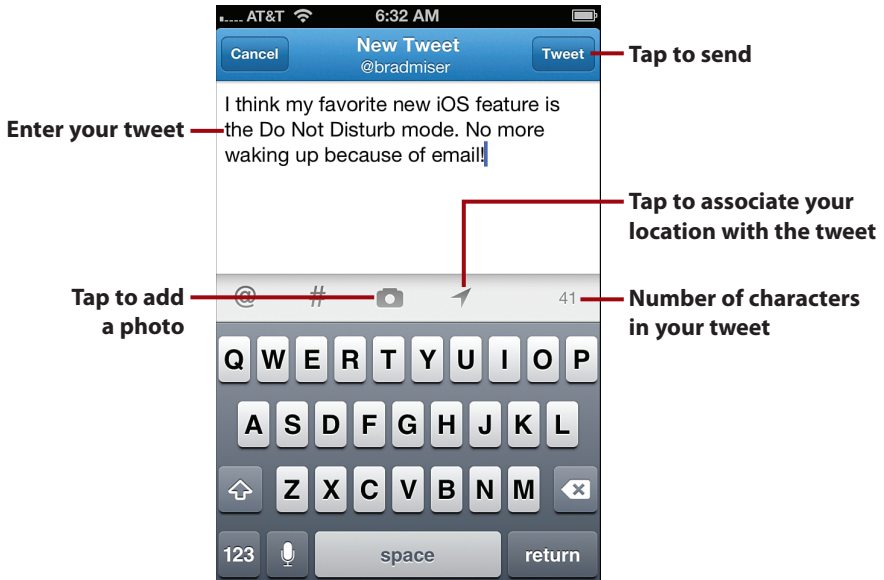 AT&T 6:32 AM
Cancel New Tweet Tweet
@bradmiser
Tap to send
I think my favorite new iOS feature is
the Do Not Disturb mode. No more
waking up because of email!
Enter your tweet
Tap to associate your
location with the tweet
@ # 41
Tap to add
a photo
Number of characters
in your tweet
Q W E R T Y U I O P
A S D F G H J K L
Z X C V B N M
123 space return